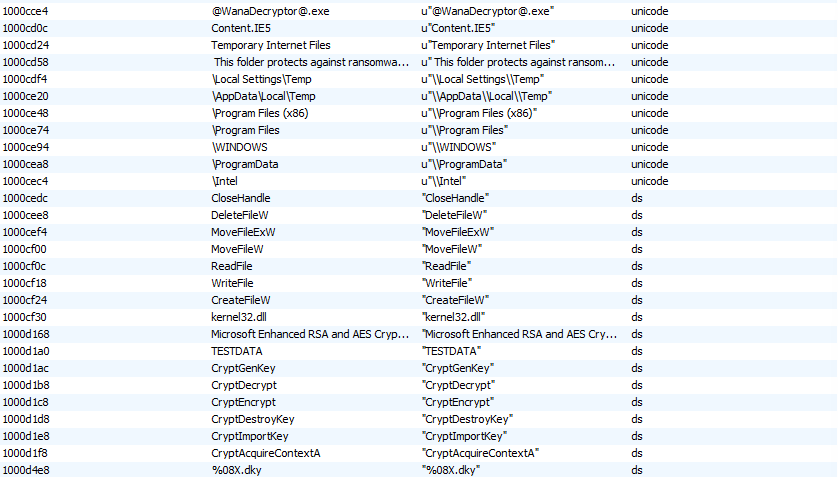 1000cce4 @WanaDecryptor@.exe u"@WanaDecryptor@.exe" unicode
1000cd0c Content.IE5 u"Content.IE5" unicode
1000cd24 Temporary Internet Files u"Temporary Internet Files" unicode
1000cd58 This folder protects against ransomwa... u" This folder protects against ransom... unicode
1000cdf4 \Local Settings\Temp u"\\Local Settings\\Temp" unicode
1000ce20 \AppData\Local\Temp u"\\AppData\\Local\\Temp" unicode
1000ce48 \Program Files (x86) u"\\Program Files (x86)" unicode
1000ce74 \Program Files u"\\Program Files" unicode
1000ce94 \WINDOWS u"\\WINDOWS" unicode
1000cea8 \ProgramData u"\\ProgramData" unicode
1000cec4 \Intel u"\\Intel" unicode
1000cedc CloseHandle "CloseHandle" ds
1000cee8 DeleteFileW "DeleteFileW" ds
1000cef4 MoveFileExW "MoveFileExW" ds
1000cf00 MoveFileW "MoveFileW" ds
1000cf0c ReadFile "ReadFile" ds
1000cf18 WriteFile "WriteFile" ds
1000cf24 CreateFileW "CreateFileW" ds
1000cf30 kernel32.dll "kernel32.dll" ds
1000d168 Microsoft Enhanced RSA and AES Cryp... "Microsoft Enhanced RSA and AES Cry... ds
1000d1a0 TESTDATA "TESTDATA" ds
1000d1ac CryptGenKey "CryptGenKey" ds
1000d1b8 CryptDecrypt "CryptDecrypt" ds
1000d1c8 CryptEncrypt "CryptEncrypt" ds
1000d1d8 CryptDestroyKey "CryptDestroyKey" ds
1000d1e8 CryptImportKey "CryptImportKey" ds
1000d1f8 CryptAcquireContextA "CryptAcquireContextA" ds
1000d4e8 %08X.dky "%08X.dky" ds